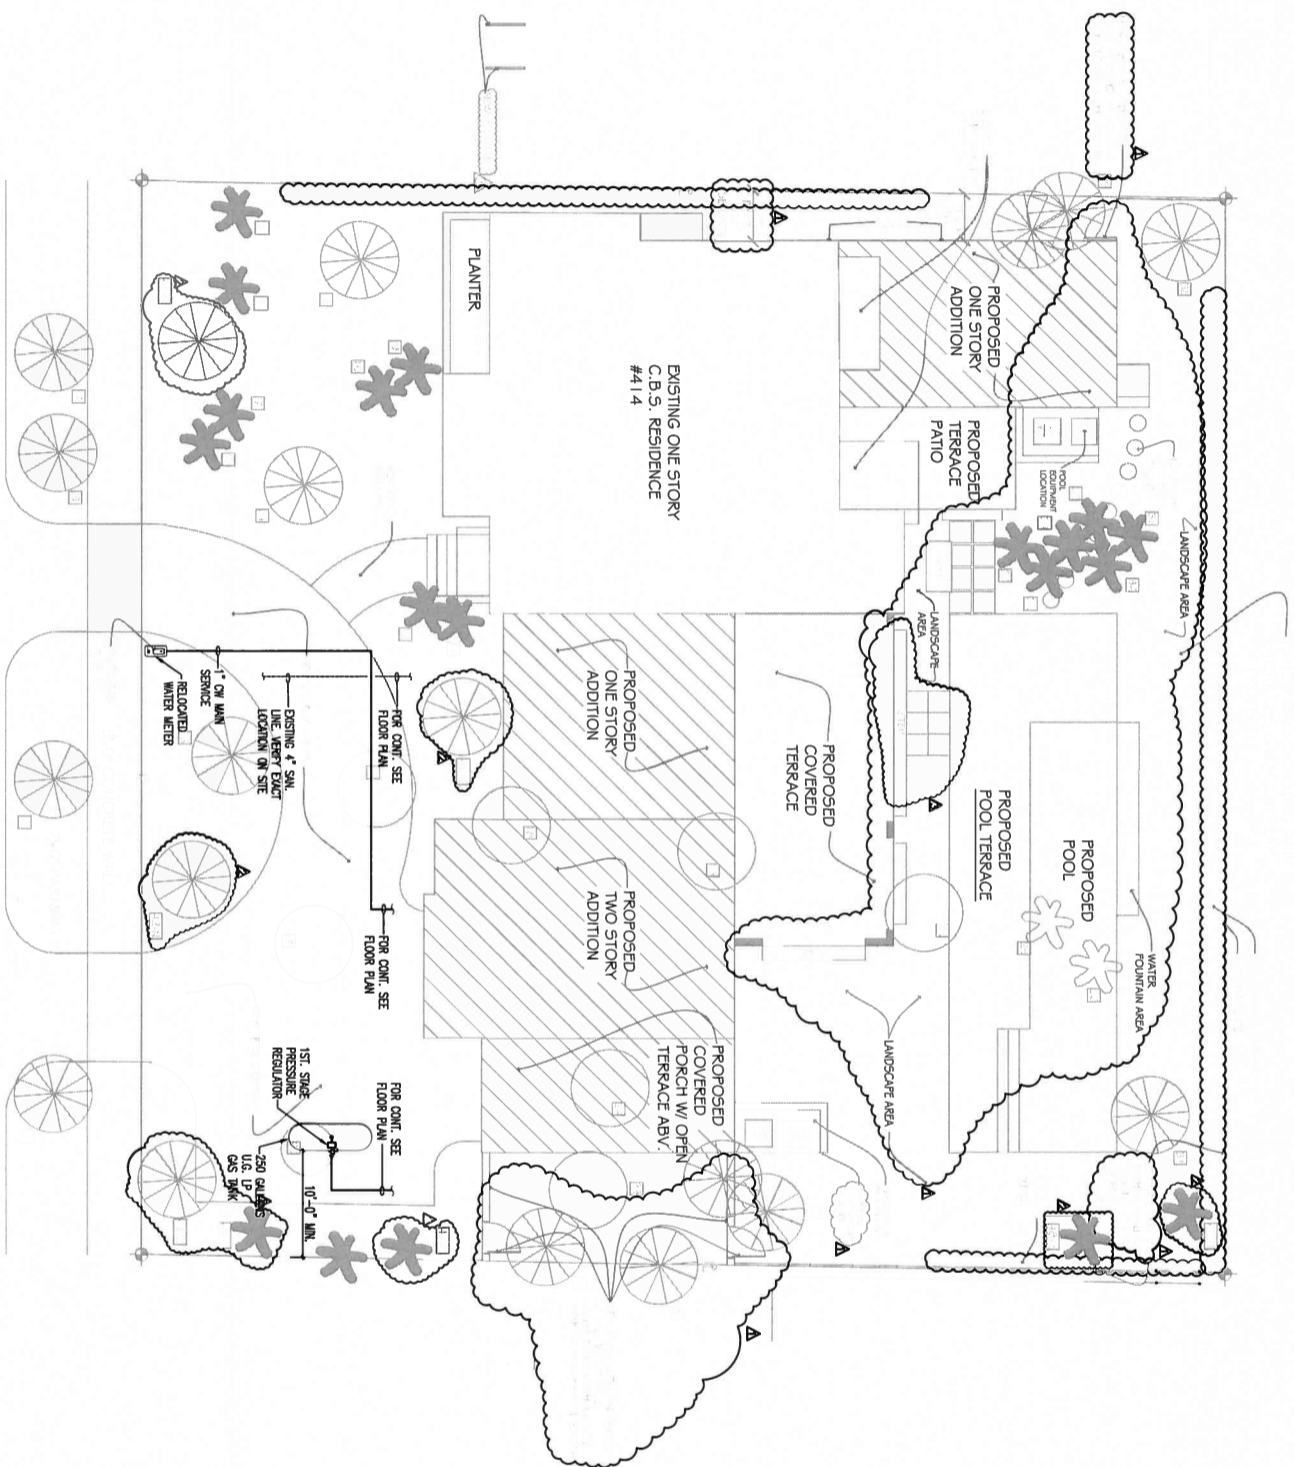 PLANTER
EXISTING ONE STORY
C.B.S. RESIDENCE
#414
PROPOSED
ONE STORY
ADDITION
PROPOSED
TERRACE
PATIO
POOL
EQUIPMENT
LOCATION
LANDSCAPE AREA
LANDSCAPE
AREA
PROPOSED
ONE STORY
ADDITION
PROPOSED
COVERED
TERRACE
PROPOSED
POOL TERRACE
PROPOSED
POOL
WATER
FOUNTAIN AREA
PROPOSED
TWO STORY
ADDITION
LANDSCAPE AREA
PROPOSED
COVERED
PORCH W/ OPEN
TERRACE ABV.
RELOCATED
WATER METER
1" CW MAIN
SERVICE
EXISTING 4" SAN.
LINE. VERIFY EXACT
LOCATION ON SITE
FOR CONT. SEE
FLOOR PLAN
FOR CONT. SEE
FLOOR PLAN
FOR CONT. SEE
FLOOR PLAN
1ST. STAGE
PRESSURE
REGULATOR
250 GALLONS
U.G. LP
GAS TANK
10'-0" MIN.